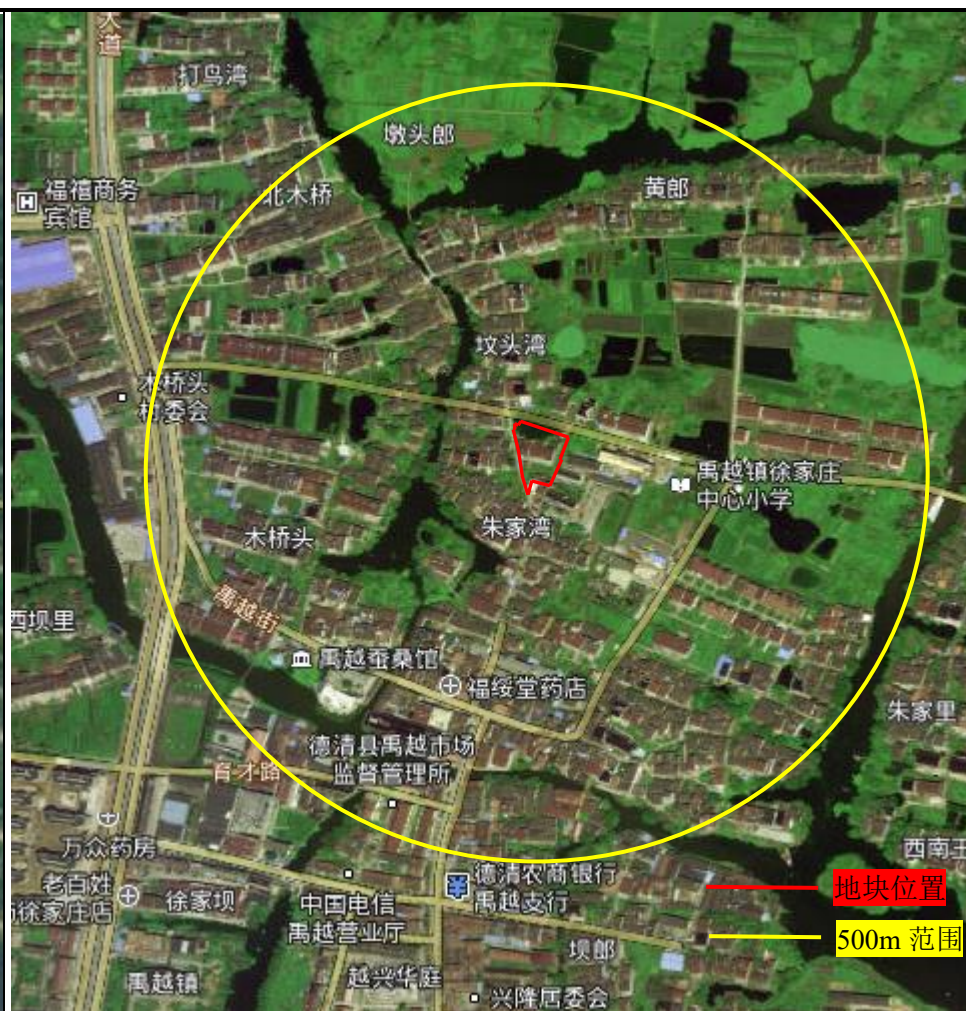 大道
打鸟湾
墩头郎
福禧商务
宾馆
北木桥
黄郎
坟头湾
木桥头
村委会
禹越镇徐家庄
中心小学
朱家湾
木桥头
禹越街
西坝里
禹越蚕桑馆
福绥堂药店
朱家里
德清县禹越市场
监督管理所
育才路
万众药房
西南王
德清农商银行
禹越支行
地块位置
老百姓
徐家庄店
徐家坝
中国电信
禹越营业厅
500m 范围
坝郎
禹越镇
越兴华庭
兴隆居委会